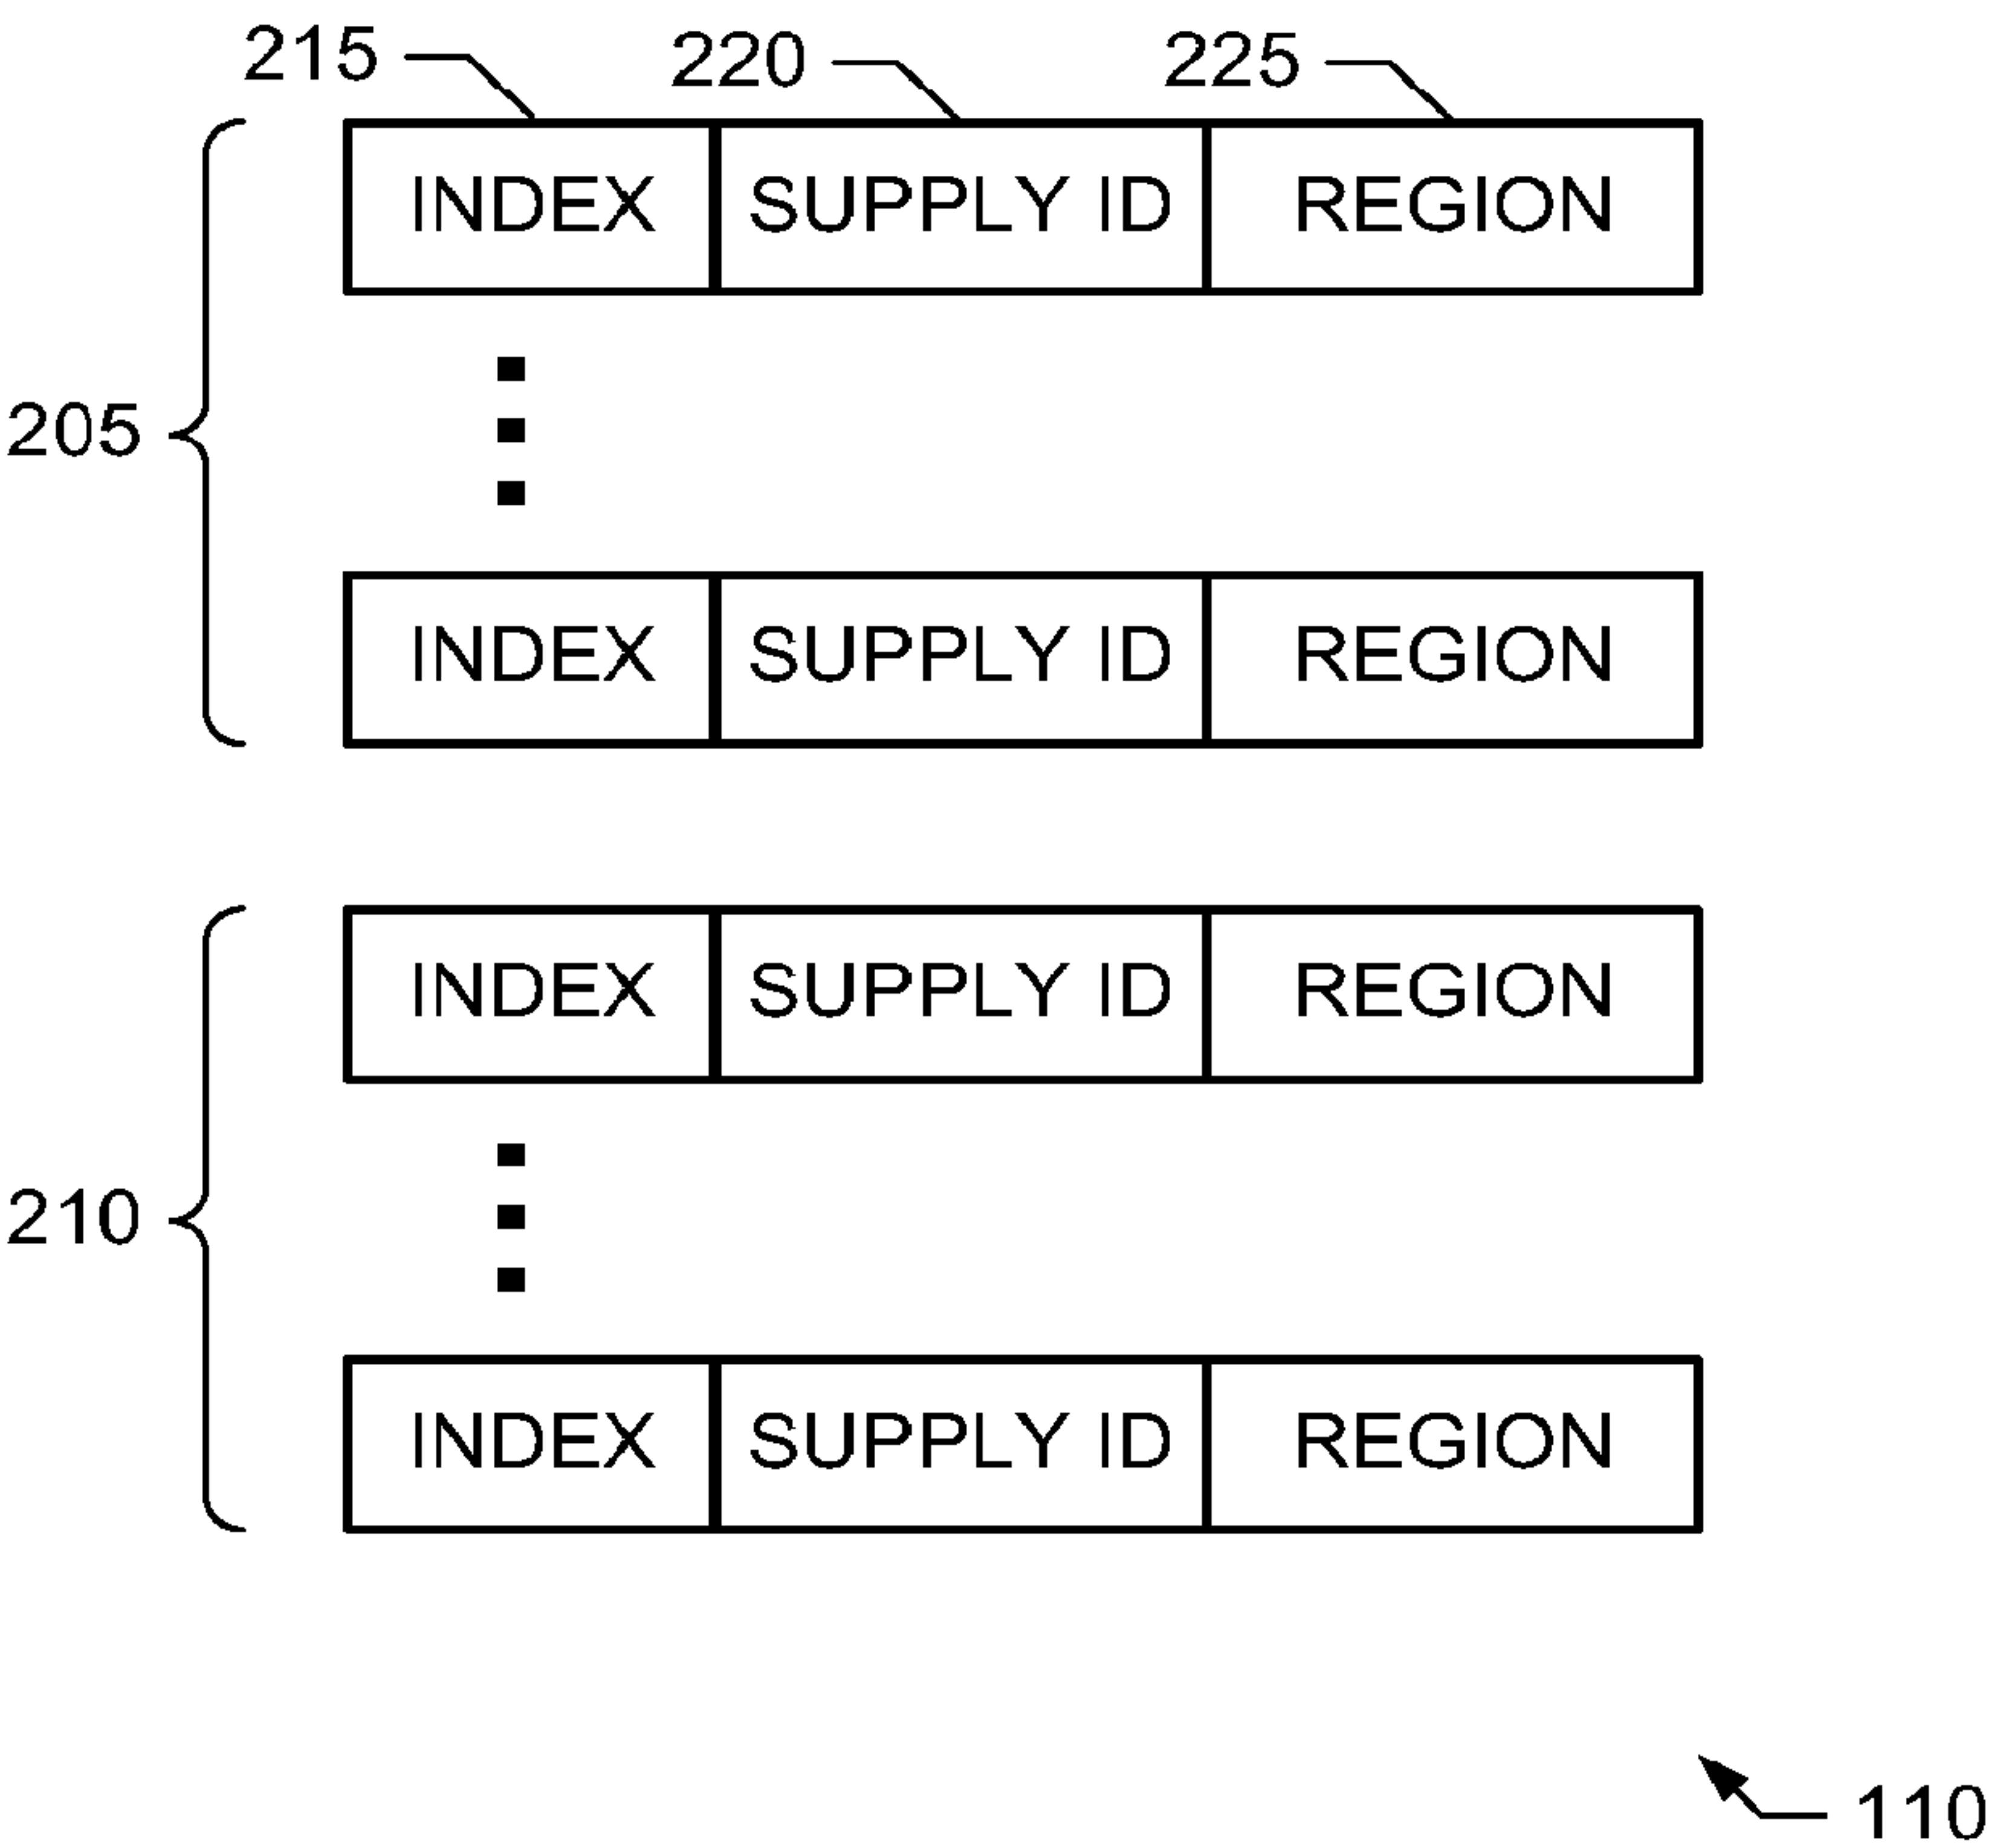 215 220 225
INDEX SUPPLY ID REGION
205
INDEX SUPPLY ID REGION
INDEX SUPPLY ID REGION
210
INDEX SUPPLY ID REGION
110